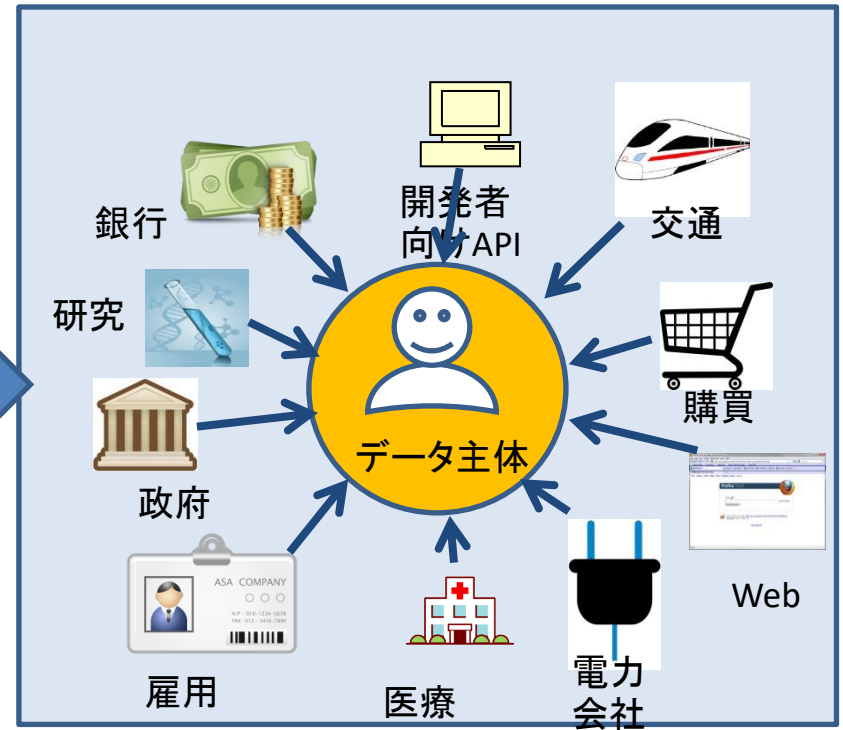 開発者
向けAPI
銀行
交通
研究
購買
データ主体
政府
ASA COMPANY
Web
雇用
医療
電力
会社